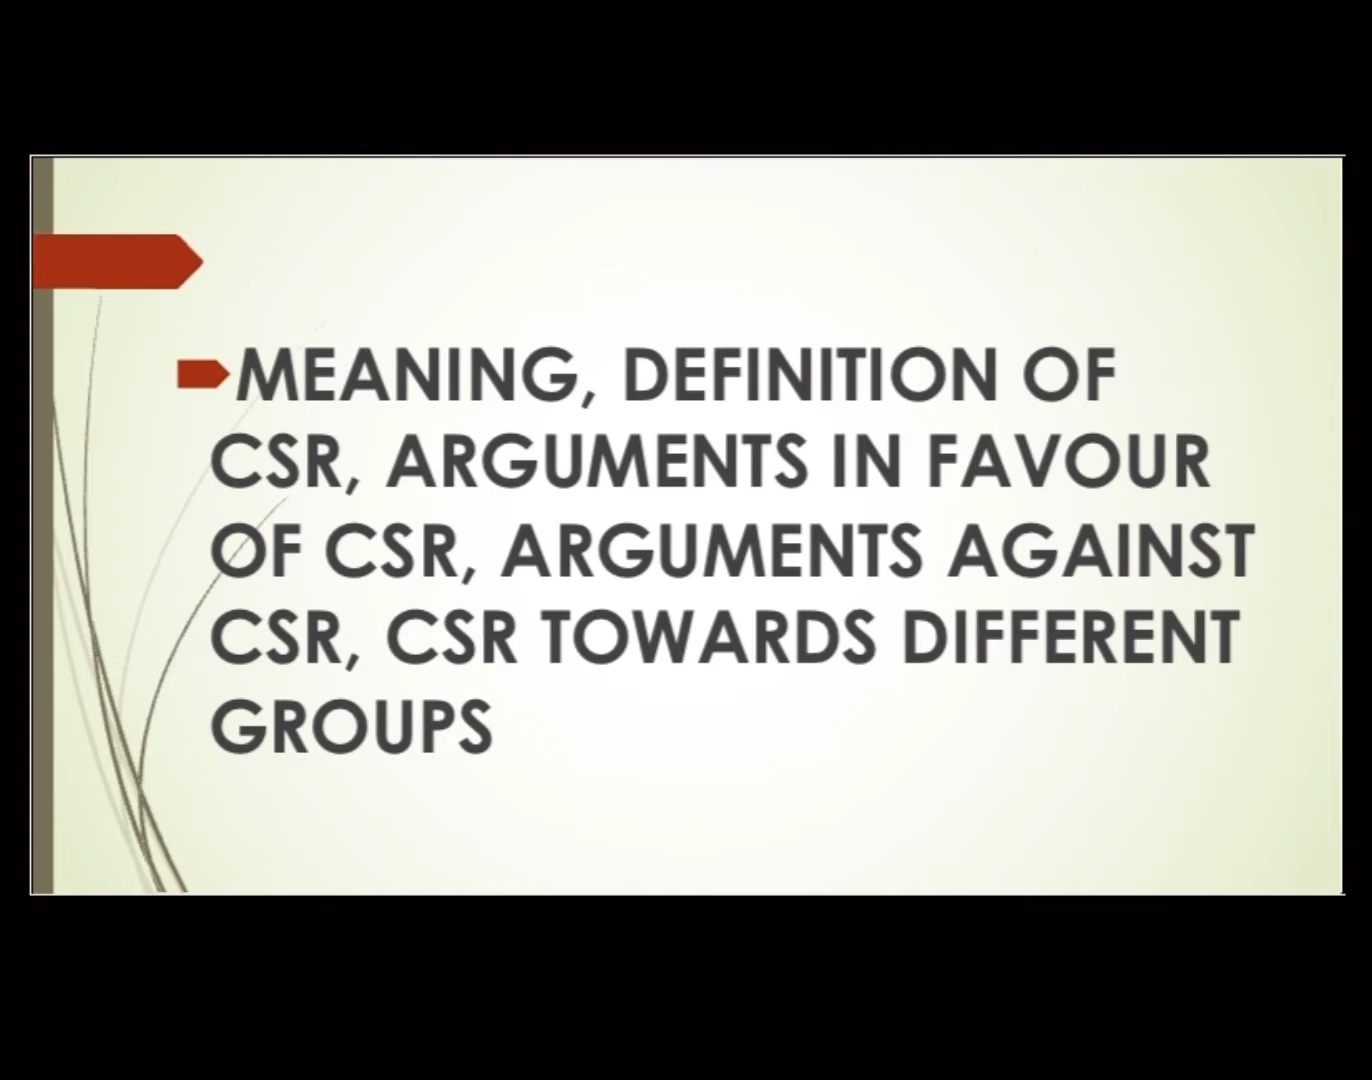 MEANING, DEFINITION OF
CSR, ARGUMENTS IN FAVOUR
OF CSR, ARGUMENTS AGAINST
CSR, CSR TOWARDS DIFFERENT
GROUPS